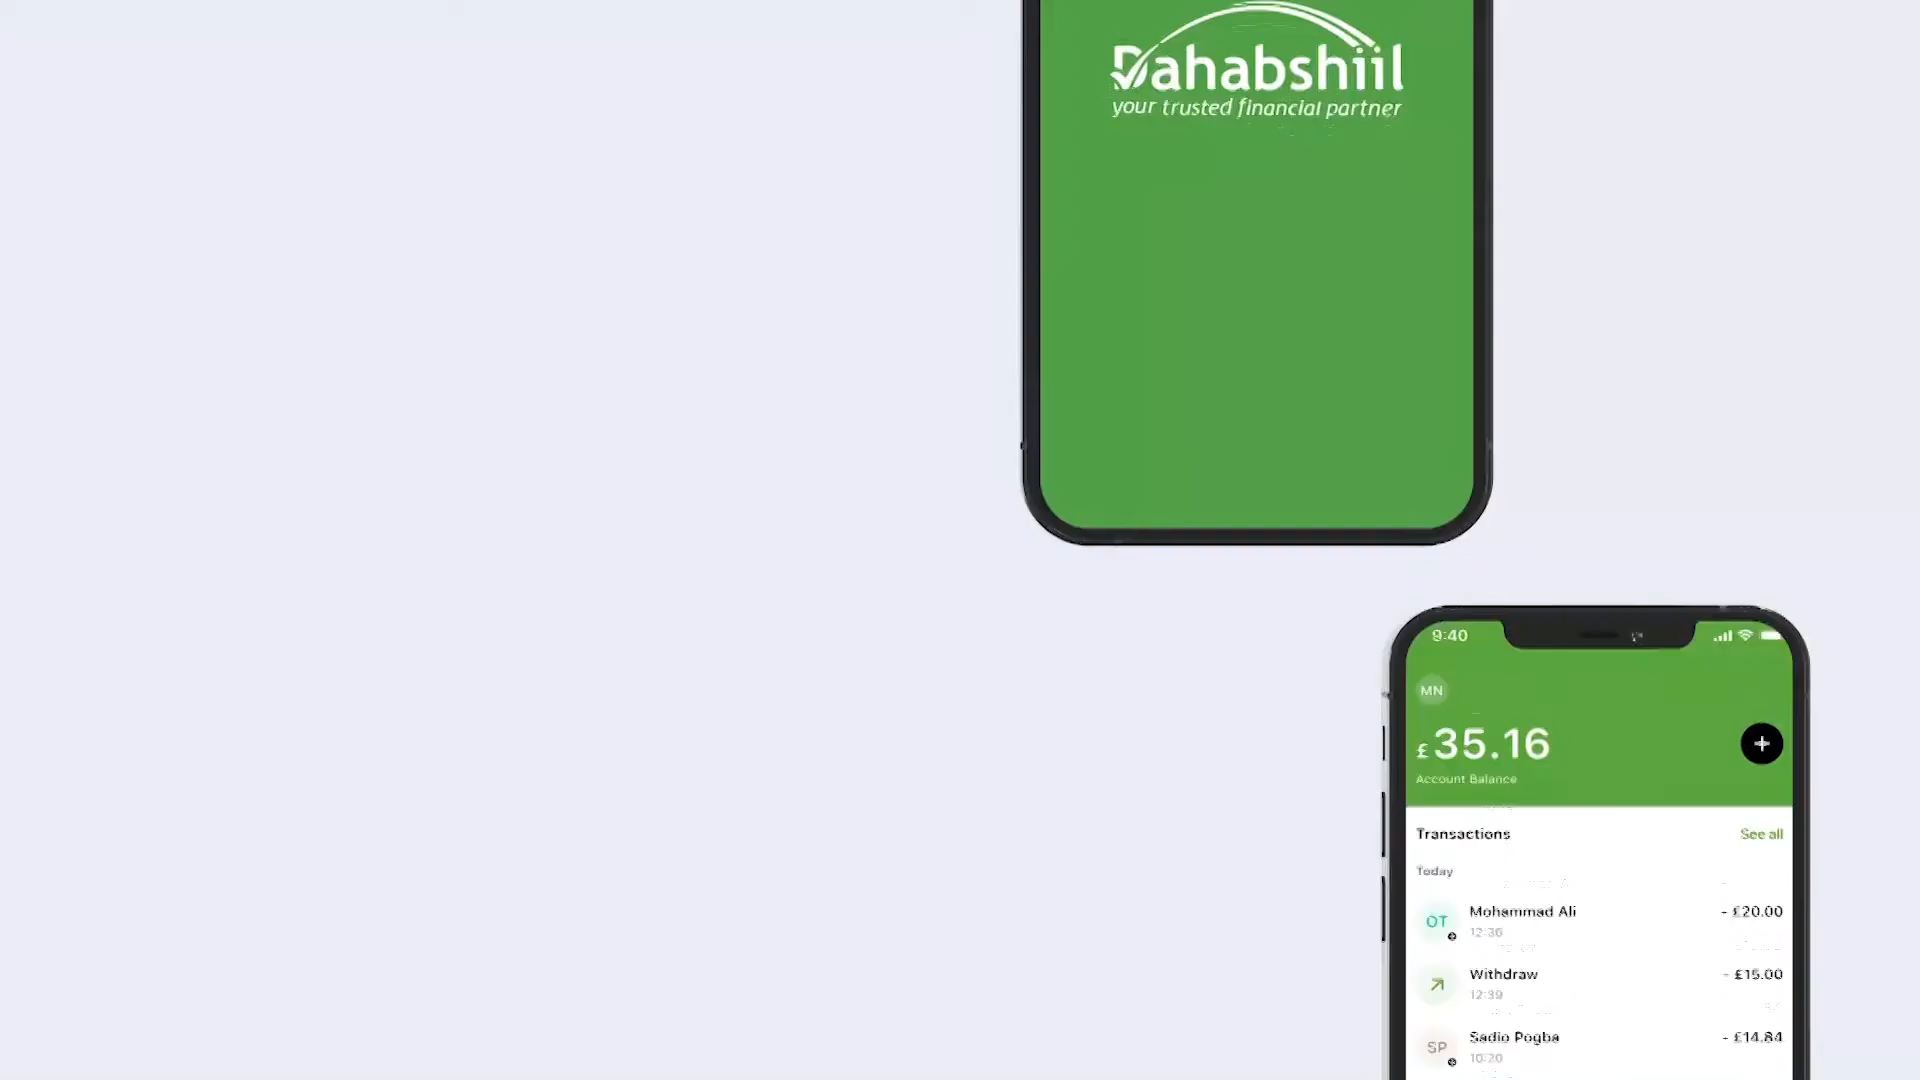 Dahabshiil
your trusted financial partner
9:40
MN
£35.16
Account Balance
Transactions See all
Today
OT Mohammad Ali - £20.00
12:36
Withdraw - £15.00
12:39
SP Sadio Pogba - £14.84
10:20